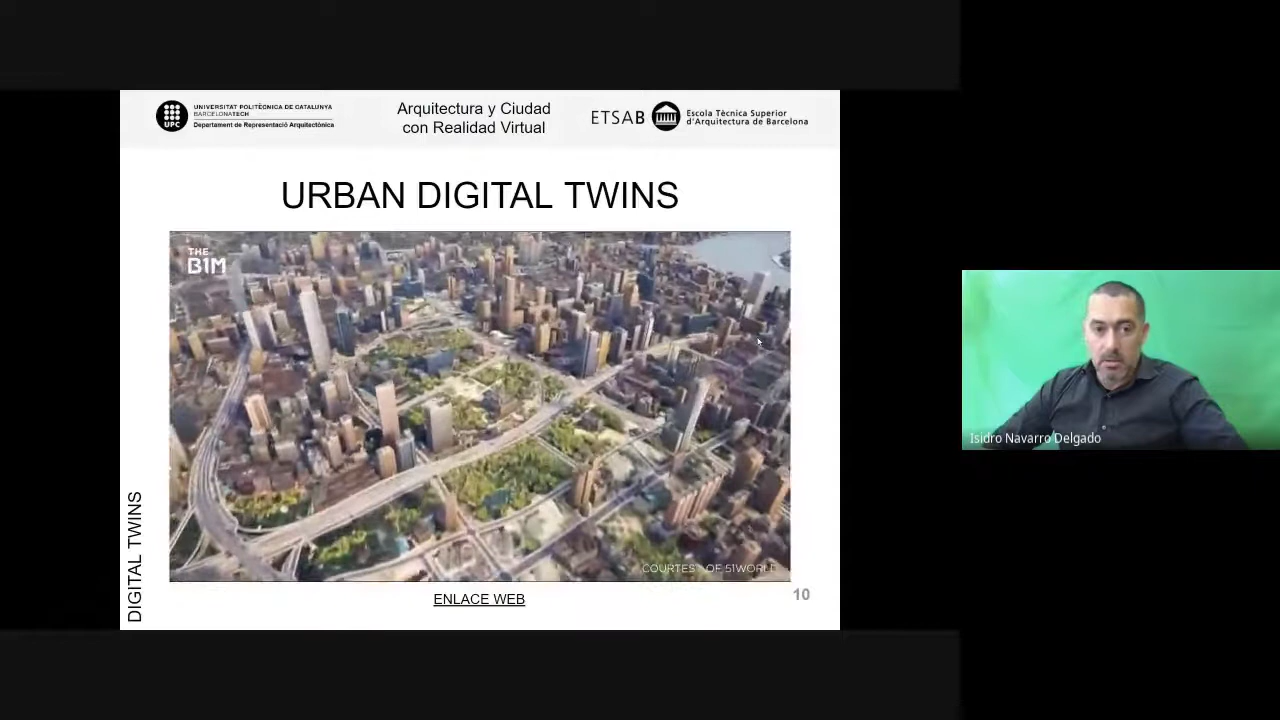 UPC
UNIVERSITAT POLITÈCNICA DE CATALUNYA
BARCELONATECH
Departament de Representació Arquitectònica
Arquitectura y Ciudad
con Realidad Virtual
ETSAB
Escola Tècnica Superior
d'Arquitectura de Barcelona
URBAN DIGITAL TWINS
THE
B1M
COURTESY OF 51WORLD
DIGITAL TWINS
ENLACE WEB
10
Isidro Navarro Delgado